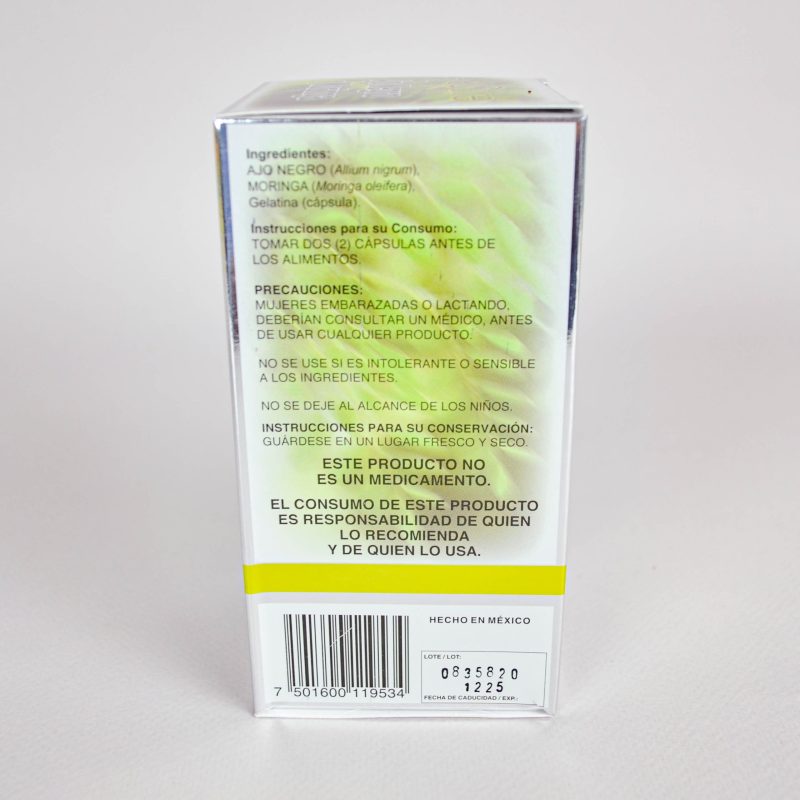 Ingredientes:
AJO NEGRO (Allium nigrum),
MORINGA (Moringa oleifera),
Gelatina (cápsula).
Instrucciones para su Consumo:
TOMAR DOS (2) CÁPSULAS ANTES DE
LOS ALIMENTOS.
PRECAUCIONES:
MUJERES EMBARAZADAS O LACTANDO,
DEBERÍAN CONSULTAR UN MÉDICO, ANTES
DE USAR CUALQUIER PRODUCTO.
NO SE USE SI ES INTOLERANTE O SENSIBLE
A LOS INGREDIENTES.
NO SE DEJE AL ALCANCE DE LOS NIÑOS.
INSTRUCCIONES PARA SU CONSERVACIÓN:
GUÁRDESE EN UN LUGAR FRESCO Y SECO.
ESTE PRODUCTO NO
ES UN MEDICAMENTO.
EL CONSUMO DE ESTE PRODUCTO
ES RESPONSABILIDAD DE QUIEN
LO RECOMIENDA
Y DE QUIEN LO USA.
HECHO EN MÉXICO
LOTE / LOT:
0835820
1225
FECHA DE CADUCIDAD / EXP.:
7 501600 119534